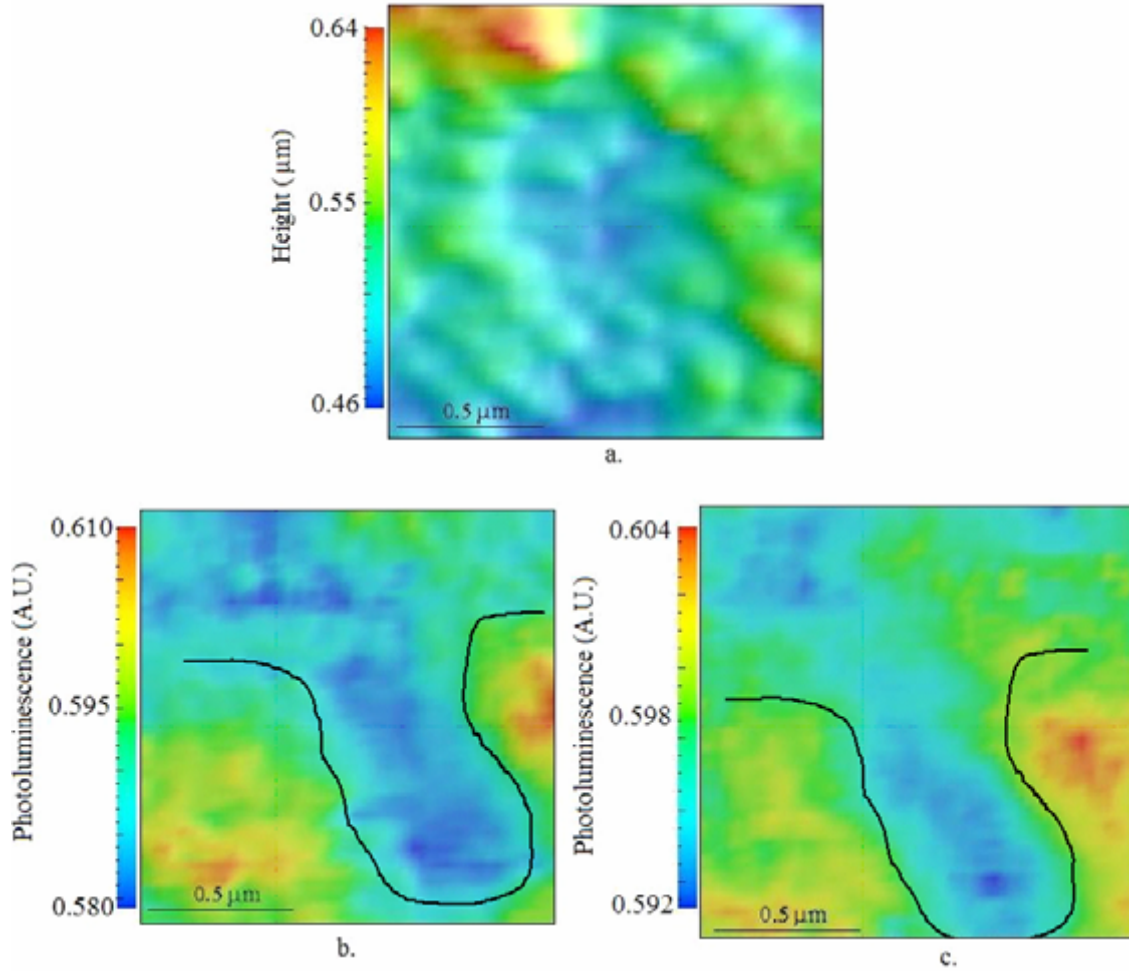 0.64
Height (µm)
0.55
0.46
0.5 µm
a.
0.610
Photoluminescence (A.U.)
0.595
0.580
0.5 µm
b.
0.604
Photoluminescence (A.U.)
0.598
0.592
0.5 µm
c.